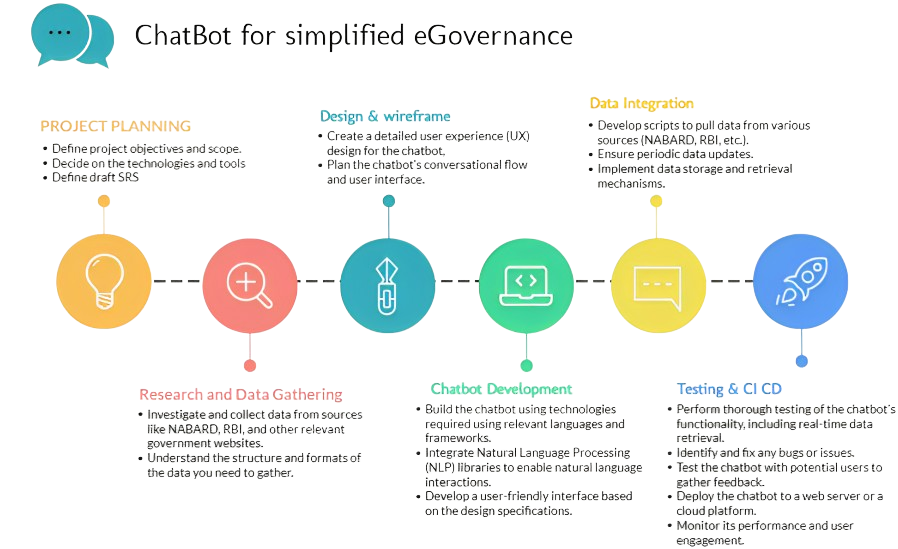 ChatBot for simplified eGovernance
PROJECT PLANNING
• Define project objectives and scope.
• Decide on the technologies and tools
• Define draft SRS
Design & wireframe
• Create a detailed user experience (UX)
design for the chatbot,
• Plan the chatbot's conversational flow
and user interface.
Data Integration
• Develop scripts to pull data from various
sources (NABARD, RBI, etc.).
• Ensure periodic data updates.
• Implement data storage and retrieval
mechanisms.
Research and Data Gathering
• Investigate and collect data from sources
like NABARD, RBI, and other relevant
government websites.
• Understand the structure and formats of
the data you need to gather.
Chatbot Development
• Build the chatbot using technologies
required using relevant languages and
frameworks.
• Integrate Natural Language Processing
(NLP) libraries to enable natural language
interactions.
• Develop a user-friendly interface based
on the design specifications.
Testing & CI CD
• Perform thorough testing of the chatbot's
functionality, including real-time data
retrieval.
• Identify and fix any bugs or issues.
• Test the chatbot with potential users to
gather feedback.
• Deploy the chatbot to a web server or a
cloud platform.
• Monitor its performance and user
engagement.